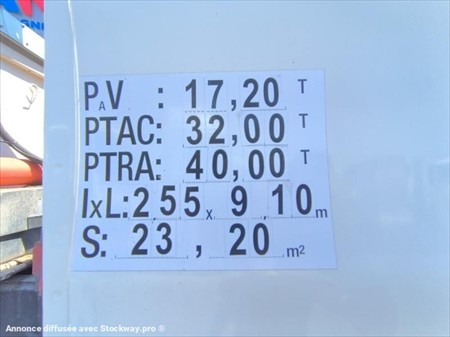 PAV : 17,20 T
PTAC: 32,00 T
PTRA: 40,00 T
lxL: 2,55 x 9,10 m
S: 23,20 m²
Annonce diffusée avec Stockway.pro ®